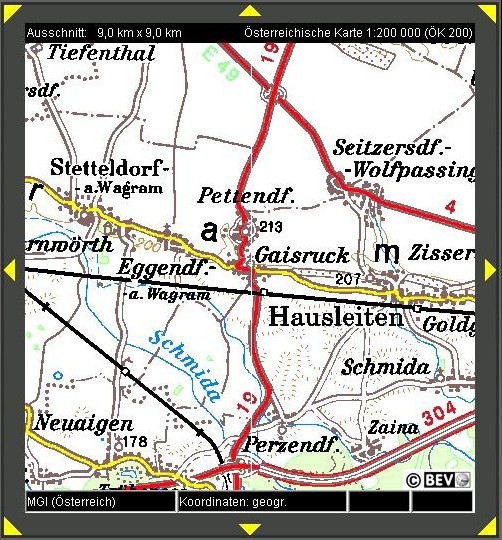 Ausschnitt: 9,0 km x 9,0 km
Österreichische Karte 1:200 000 (ÖK 200)
Tiefenthal
19
E 49
rsdf.
Seitzersdf.-
-Wolfpassing
Stetteldorf-
-a.Wagram
r
Pettendf.
4
a
213
200
m
Zisser
rnwörth
Gaisruck
Eggendf.-
207
-a.Wagram
Hausleiten
Goldg
Schmida
Schmida
19
304
Neuaigen
178
Zaina
Perzendf.
© BEV
MGI (Österreich)
Koordinaten: geogr.